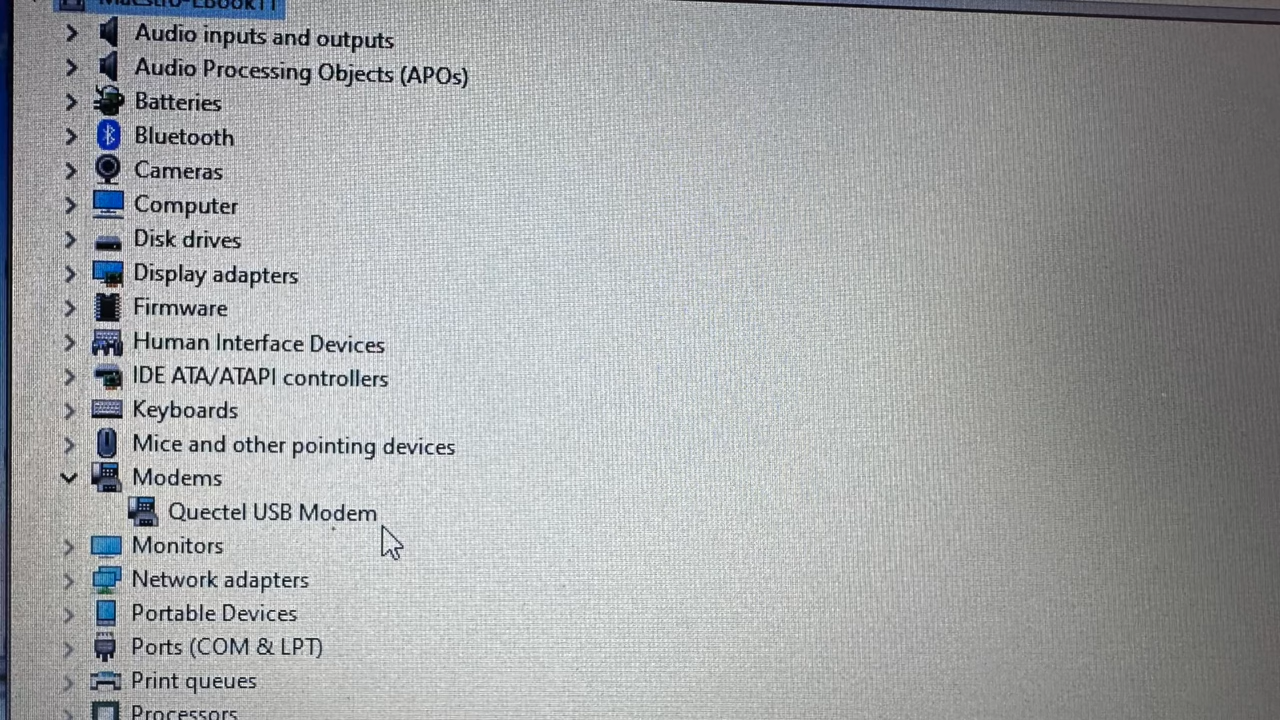 Maestro-EBook11
Audio inputs and outputs
Audio Processing Objects (APOs)
Batteries
Bluetooth
Cameras
Computer
Disk drives
Display adapters
Firmware
Human Interface Devices
IDE ATA/ATAPI controllers
Keyboards
Mice and other pointing devices
Modems
Quectel USB Modem
Monitors
Network adapters
Portable Devices
Ports (COM & LPT)
Print queues
Processors